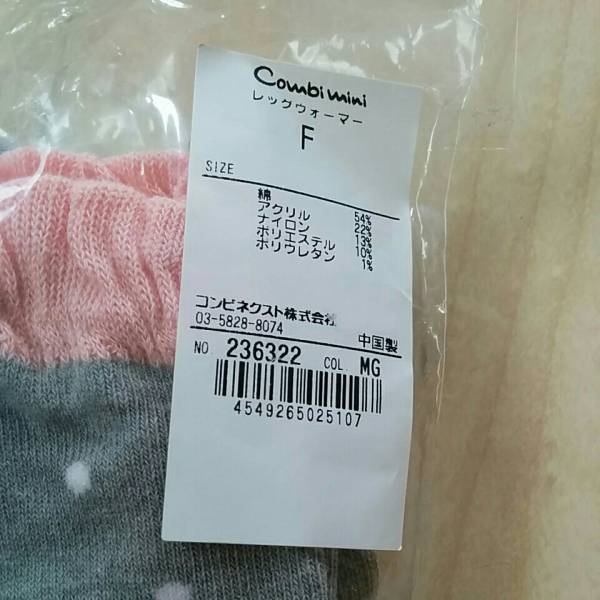 Combi mini
レッグウォーマー
F
SIZE
綿 54%
アクリル 22%
ナイロン 13%
ポリエステル 10%
ポリウレタン 1%
コンビネクスト株式会社
03-5828-8074
中国製
NO. 236322 COL. MG
4549265025107